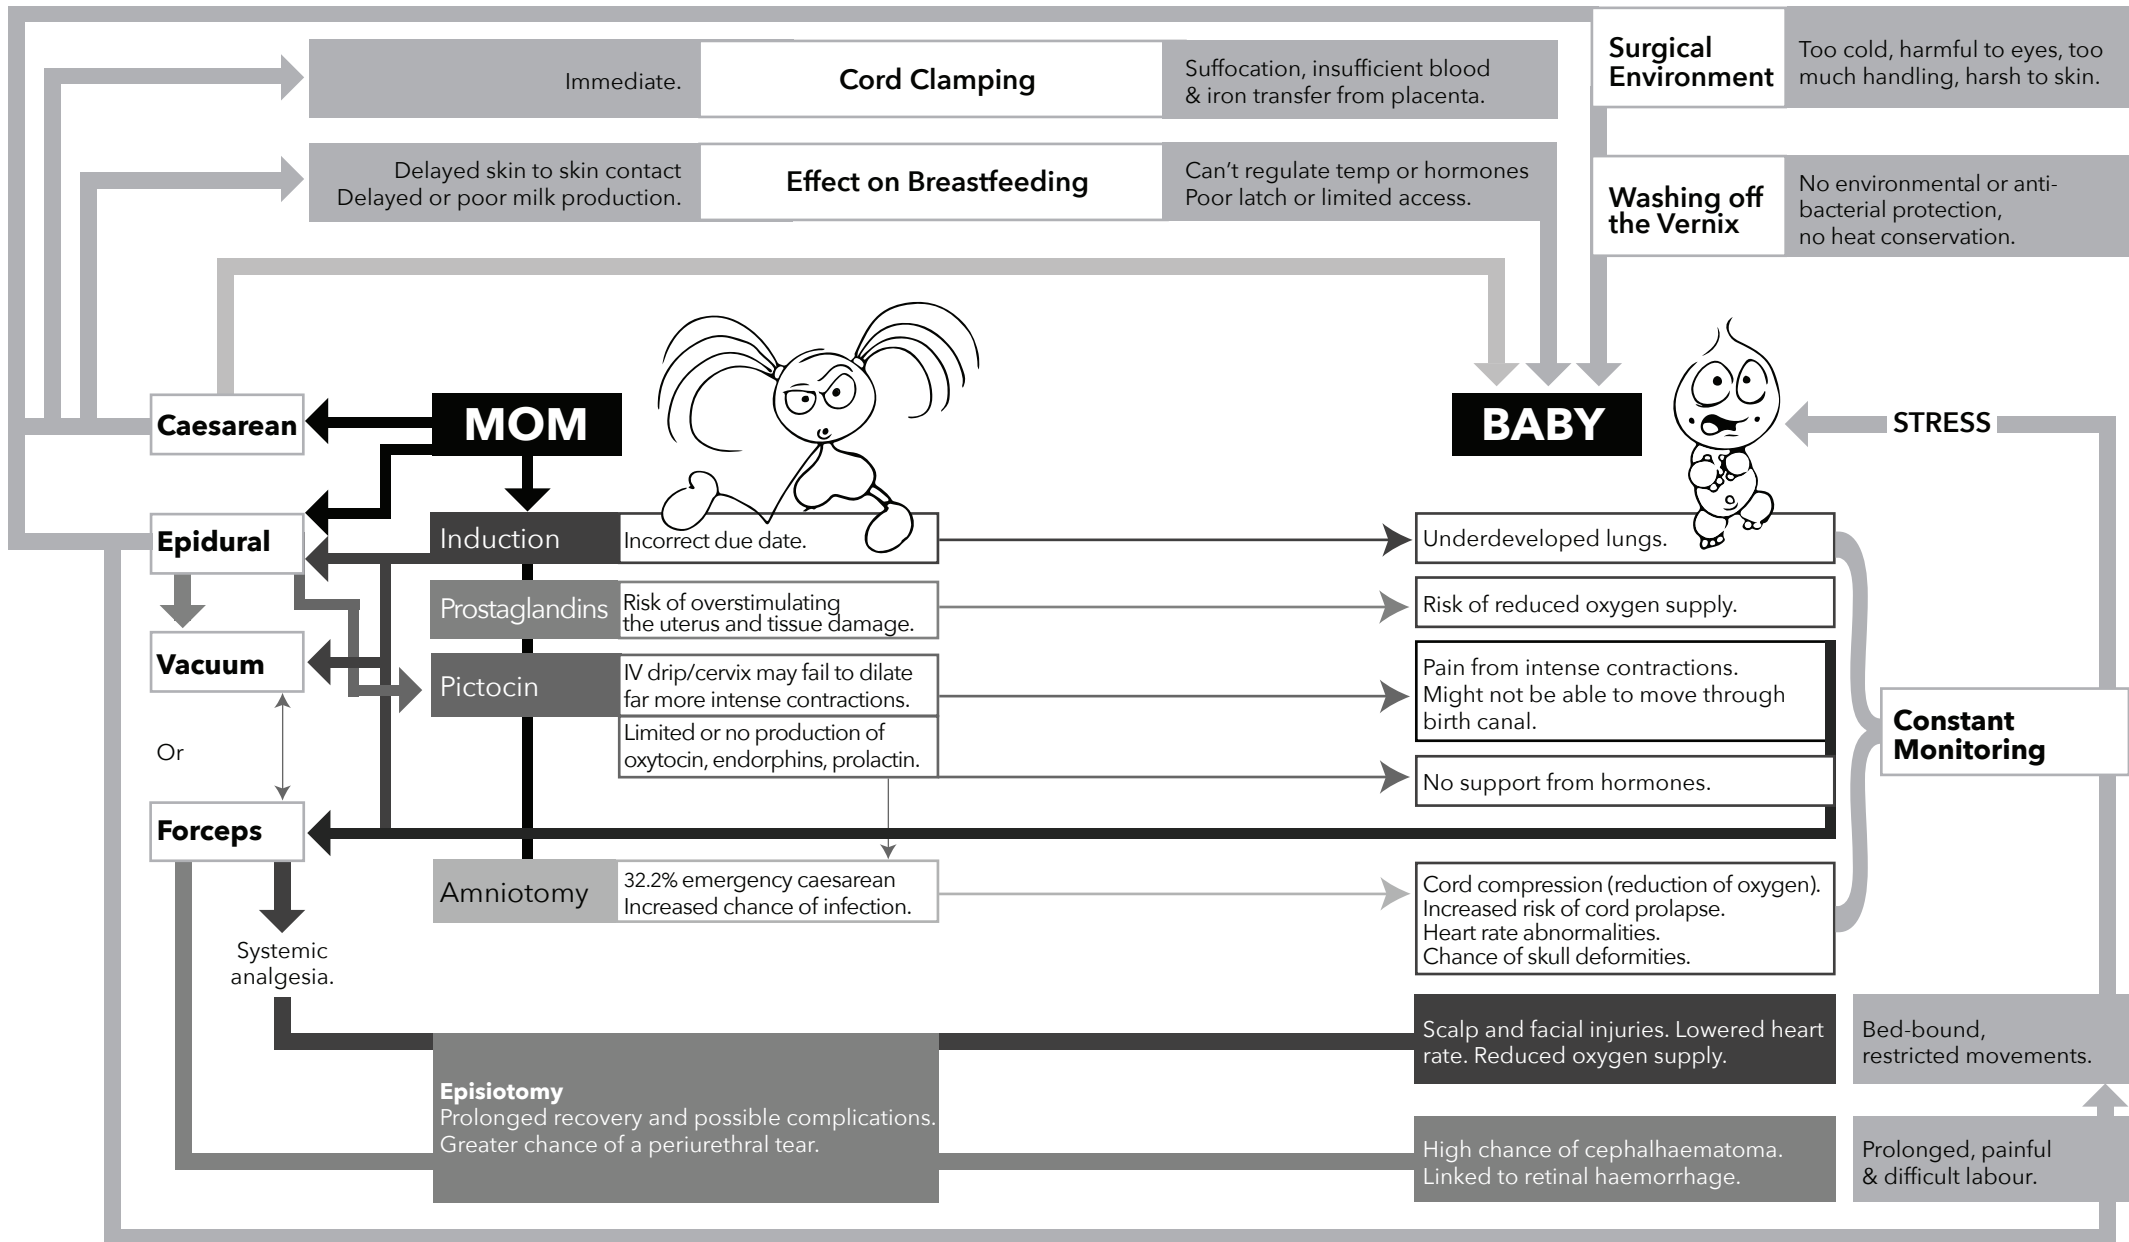 Immediate.
Cord Clamping
Suffocation, insufficient blood
& iron transfer from placenta.
Surgical
Environment
Too cold, harmful to eyes, too
much handling, harsh to skin.
Delayed skin to skin contact
Delayed or poor milk production.
Effect on Breastfeeding
Can't regulate temp or hormones
Poor latch or limited access.
Washing off
the Vernix
No environmental or anti-
bacterial protection,
no heat conservation.
Caesarean
MOM
BABY
STRESS
Epidural
Induction
Incorrect due date.
Underdeveloped lungs.
Prostaglandins
Risk of overstimulating
the uterus and tissue damage.
Risk of reduced oxygen supply.
Vacuum
Pictocin
IV drip/cervix may fail to dilate
far more intense contractions.
Pain from intense contractions.
Might not be able to move through
birth canal.
Constant
Monitoring
Or
Limited or no production of
oxytocin, endorphins, prolactin.
No support from hormones.
Forceps
Amniotomy
32.2% emergency caesarean
Increased chance of infection.
Cord compression (reduction of oxygen).
Increased risk of cord prolapse.
Heart rate abnormalities.
Chance of skull deformities.
Systemic
analgesia.
Scalp and facial injuries. Lowered heart
rate. Reduced oxygen supply.
Bed-bound,
restricted movements.
Episiotomy
Prolonged recovery and possible complications.
Greater chance of a periurethral tear.
High chance of cephalhaematoma.
Linked to retinal haemorrhage.
Prolonged, painful
& difficult labour.